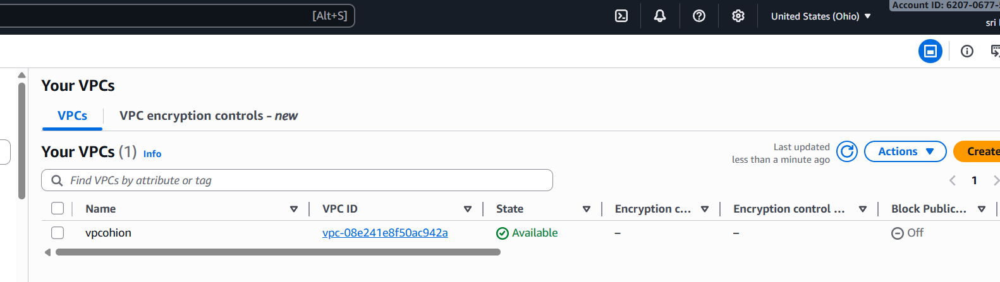 [Alt+S]
United States (Ohio)
Account ID: 6207-0677-
sri
Your VPCs
VPCs
VPC encryption controls - new
Your VPCs (1) Info
Last updated
less than a minute ago
Actions
Create
Find VPCs by attribute or tag
1
Name
VPC ID
State
Encryption c...
Encryption control ...
Block Public...
vpcohion
vpc-08e241e8f50ac942a
Available
–
–
Off